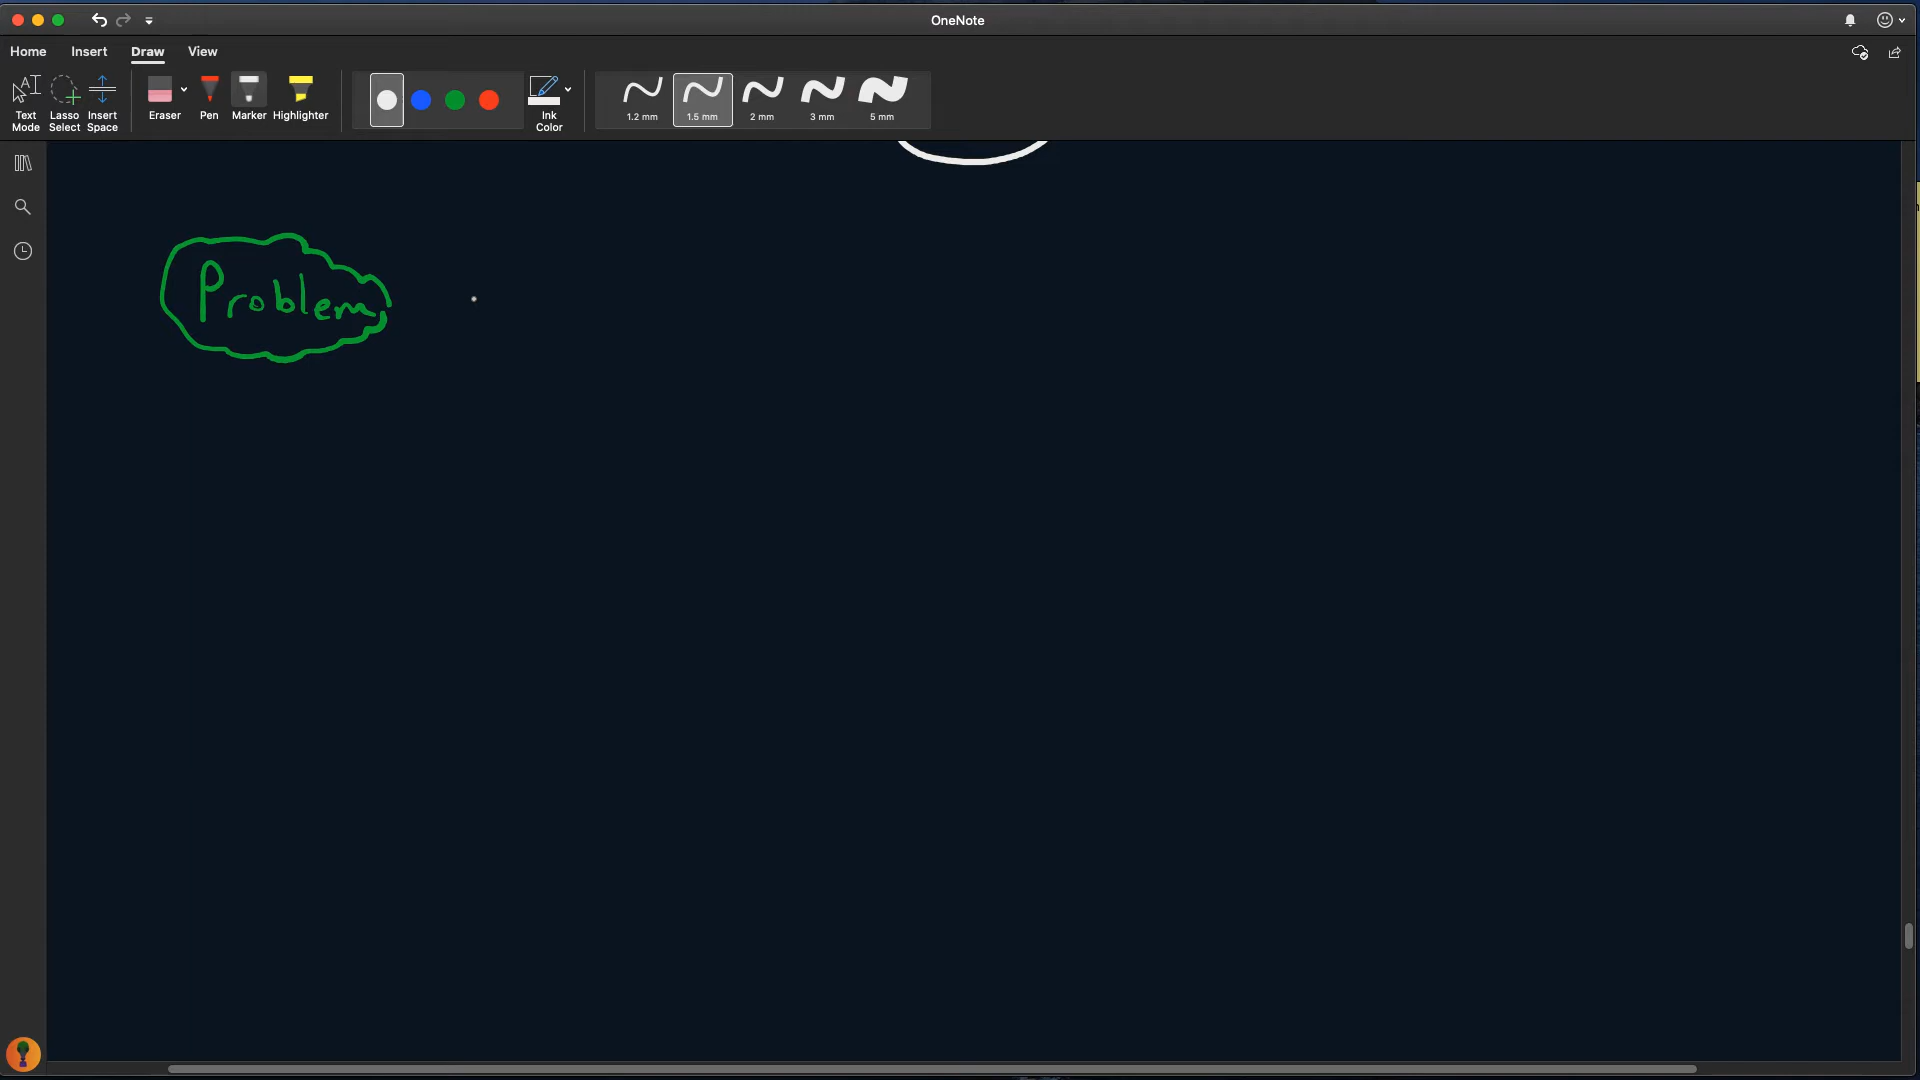 OneNote
Home Insert Draw View
Text Mode Lasso Select Insert Space Eraser Pen Marker Highlighter Ink Color 1.2 mm 1.5 mm 2 mm 3 mm 5 mm
Problem